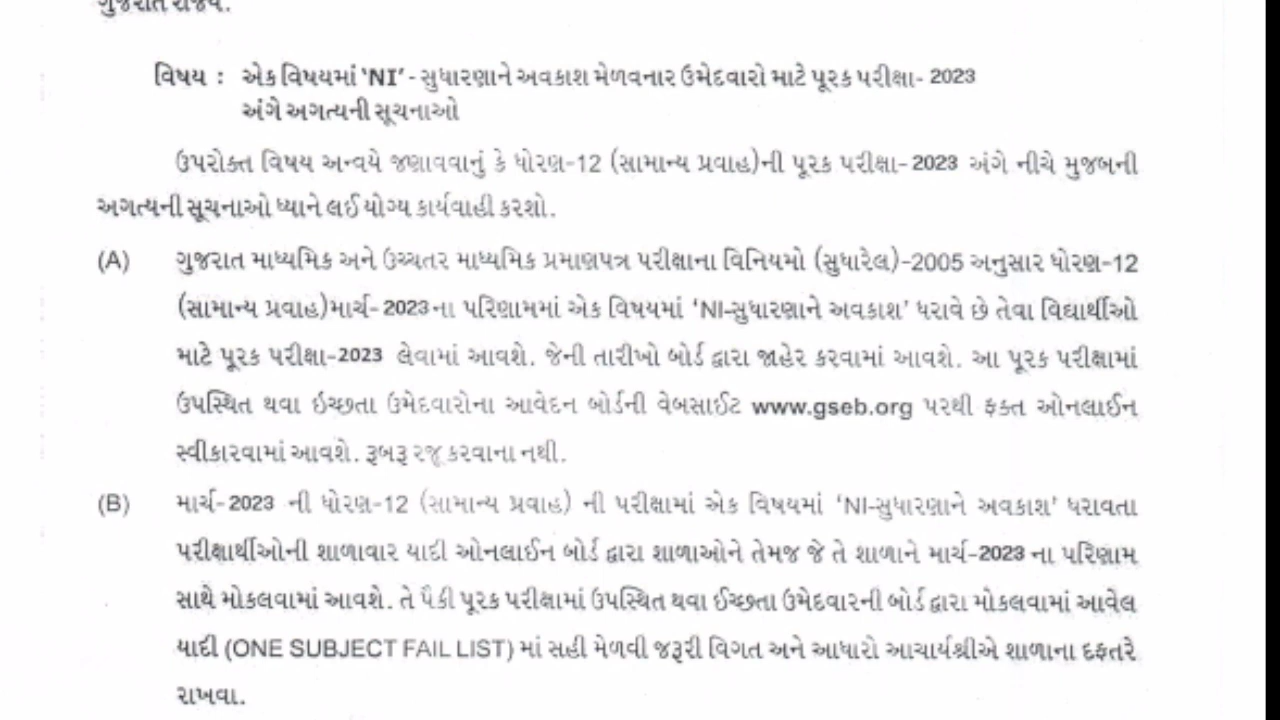 ગુજરાત રાજ્ય.
વિષય : એક વિષયમાં 'NI' - સુધારણાને અવકાશ મેળવનાર ઉમેદવારો માટે પૂરક પરીક્ષા- 2023
અંગે અગત્યની સૂચનાઓ
ઉપરોક્ત વિષય અન્વયે જણાવવાનું કે ધોરણ-12 (સામાન્ય પ્રવાહ)ની પૂરક પરીક્ષા- 2023 અંગે નીચે મુજબની
અગત્યની સૂચનાઓ ધ્યાને લઈ યોગ્ય કાર્યવાહી કરશો.
(A) ગુજરાત માધ્યમિક અને ઉચ્ચતર માધ્યમિક પ્રમાણપત્ર પરીક્ષાના વિનિયમો (સુધારેલ)-2005 અનુસાર ધોરણ-12
(સામાન્ય પ્રવાહ)માર્ચ- 2023ના પરિણામમાં એક વિષયમાં 'NI-સુધારણાને અવકાશ' ધરાવે છે તેવા વિદ્યાર્થીઓ
માટે પૂરક પરીક્ષા-2023 લેવામાં આવશે. જેની તારીખો બોર્ડ દ્વારા જાહેર કરવામાં આવશે. આ પૂરક પરીક્ષામાં
ઉપસ્થિત થવા ઇચ્છતા ઉમેદવારોના આવેદન બોર્ડની વેબસાઈટ www.gseb.org પરથી ફક્ત ઓનલાઈન
સ્વીકારવામાં આવશે. રૂબરૂ રજૂ કરવાના નથી.
(B) માર્ચ- 2023 ની ધોરણ-12 (સામાન્ય પ્રવાહ) ની પરીક્ષામાં એક વિષયમાં 'NI-સુધારણાને અવકાશ' ધરાવતા
પરીક્ષાર્થીઓની શાળાવાર યાદી ઓનલાઈન બોર્ડ દ્વારા શાળાઓને તેમજ જે તે શાળાને માર્ચ-2023 ના પરિણામ
સાથે મોકલવામાં આવશે. તે પૈકી પૂરક પરીક્ષામાં ઉપસ્થિત થવા ઈચ્છતા ઉમેદવારની બોર્ડ દ્વારા મોકલવામાં આવેલ
યાદી (ONE SUBJECT FAIL LIST) માં સહી મેળવી જરૂરી વિગત અને આધારો આચાર્યશ્રીએ શાળાના દફતરે
રાખવા.